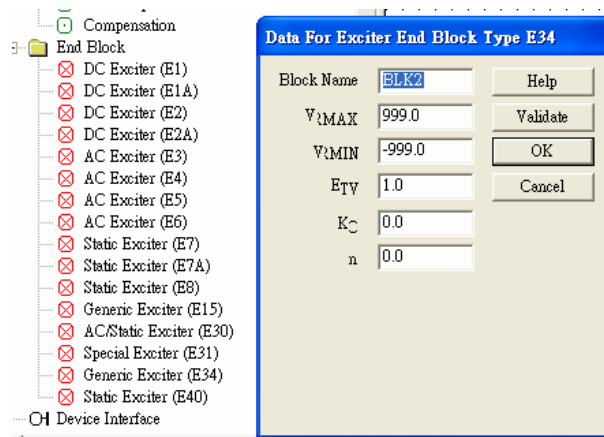 Compensation
End Block
DC Exciter (E1)
DC Exciter (E1A)
DC Exciter (E2)
DC Exciter (E2A)
AC Exciter (E3)
AC Exciter (E4)
AC Exciter (E5)
AC Exciter (E6)
Static Exciter (E7)
Static Exciter (E7A)
Static Exciter (E8)
Generic Exciter (E15)
AC/Static Exciter (E30)
Special Exciter (E31)
Generic Exciter (E34)
Static Exciter (E40)
Device Interface
Data For Exciter End Block Type E34
Block Name BLK2 Help
VRMAX 999.0 Validate
VRMIN -999.0 OK
ETV 1.0 Cancel
KC 0.0
n 0.0